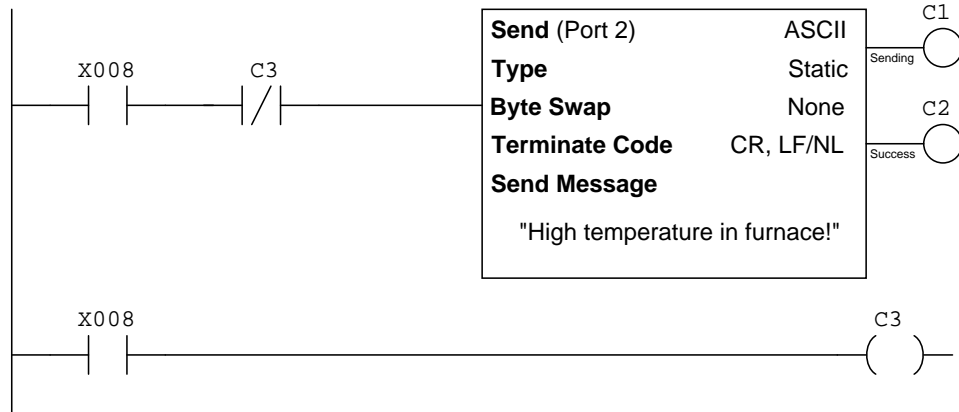 C1
Send (Port 2) ASCII
Sending
X008 C3
Type Static
Byte Swap None
C2
Terminate Code CR, LF/NL
Success
Send Message
"High temperature in furnace!"
X008 C3